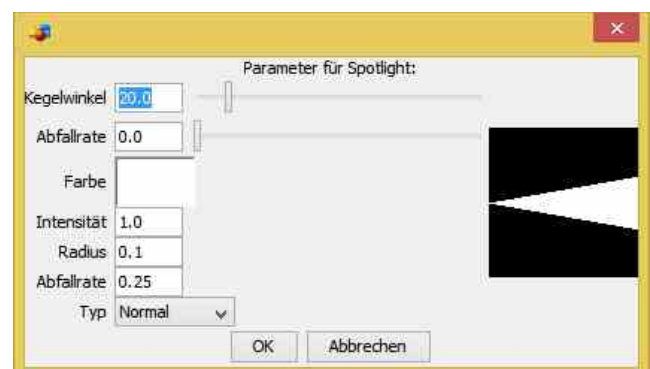 Parameter für Spotlight:
Kegelwinkel 20.0
Abfallrate 0.0
Farbe
Intensität 1.0
Radius 0.1
Abfallrate 0.25
Typ Normal
OK Abbrechen